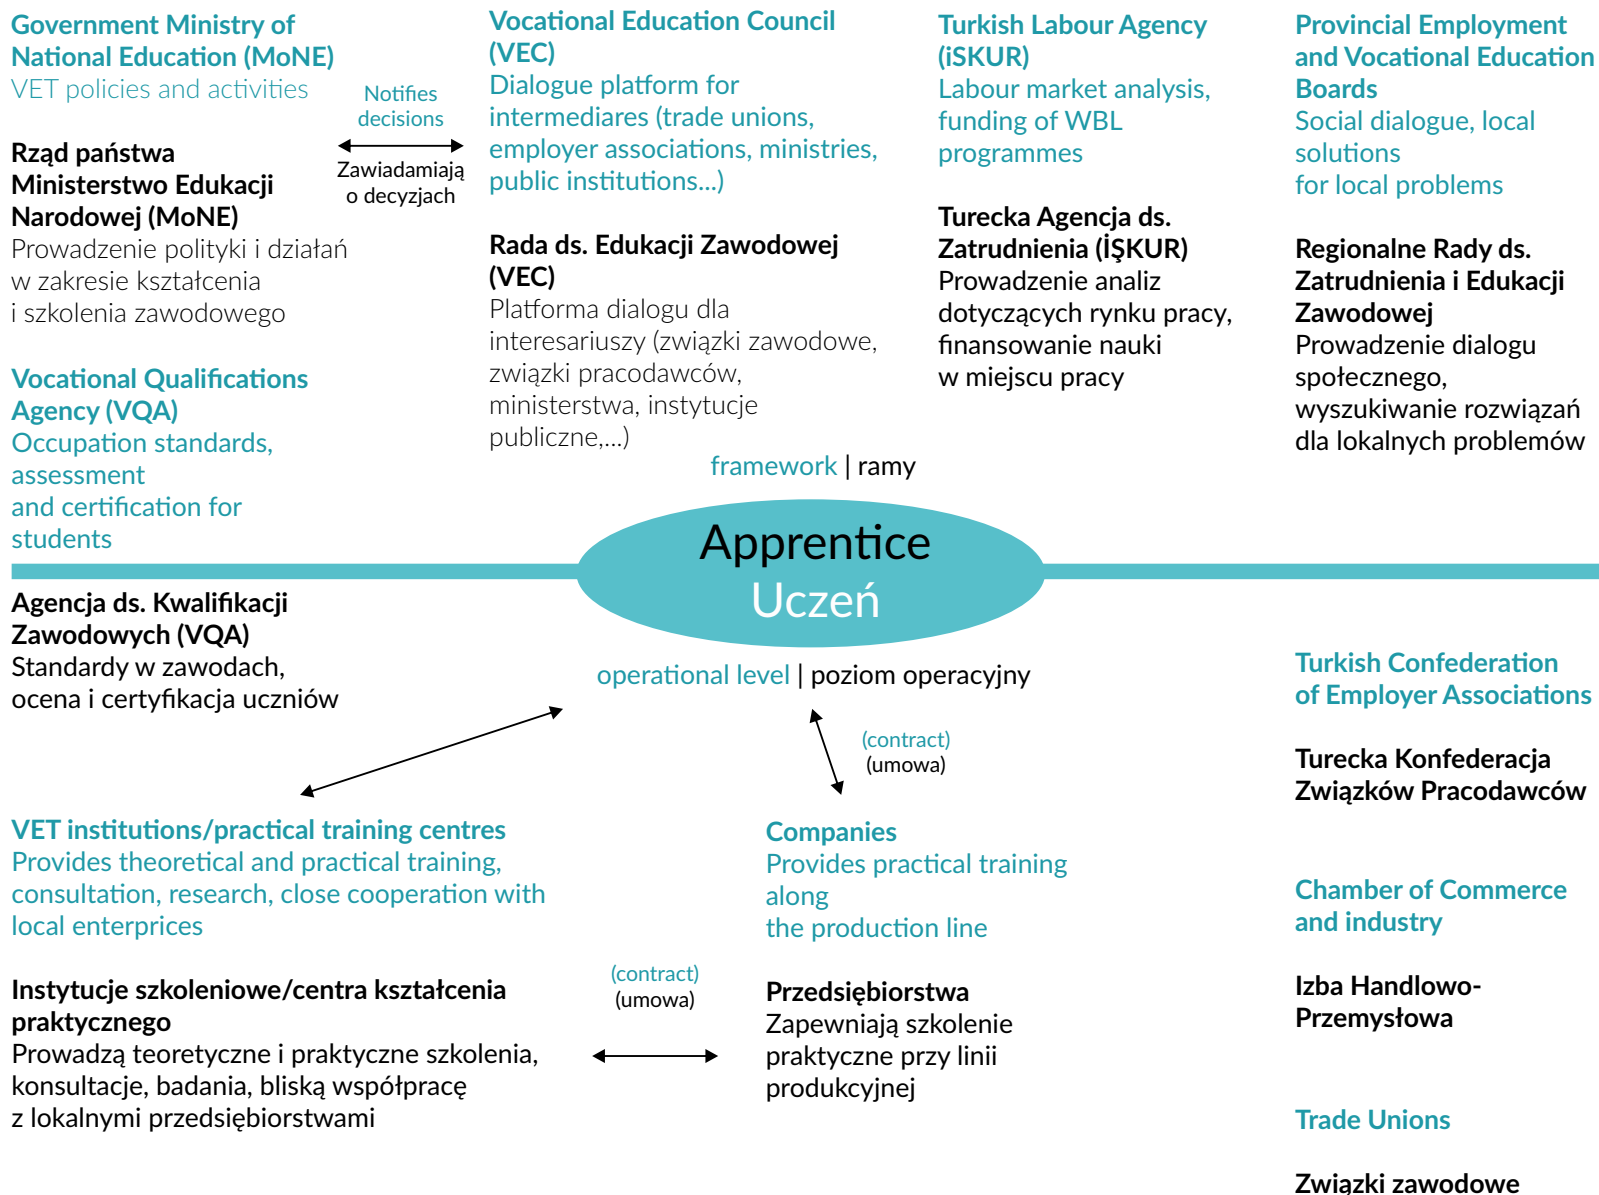 Government Ministry of
National Education (MoNE)
VET policies and activities
Rząd państwa
Ministerstwo Edukacji
Narodowej (MoNE)
Prowadzenie polityki i działań
w zakresie kształcenia
i szkolenia zawodowego
Notifies
decisions
Zawiadamiają
o decyzjach
Vocational Education Council
(VEC)
Dialogue platform for
intermediares (trade unions,
employer associations, ministries,
public institutions...)
Rada ds. Edukacji Zawodowej
(VEC)
Platforma dialogu dla
interesariuszy (związki zawodowe,
związki pracodawców,
ministerstwa, instytucje
publiczne,...)
Turkish Labour Agency
(iSKUR)
Labour market analysis,
funding of WBL
programmes
Turecka Agencja ds.
Zatrudnienia (İŞKUR)
Prowadzenie analiz
dotyczących rynku pracy,
finansowanie nauki
w miejscu pracy
Provincial Employment
and Vocational Education
Boards
Social dialogue, local
solutions
for local problems
Regionalne Rady ds.
Zatrudnienia i Edukacji
Zawodowej
Prowadzenie dialogu
społecznego,
wyszukiwanie rozwiązań
dla lokalnych problemów
Vocational Qualifications
Agency (VQA)
Occupation standards,
assessment
and certification for
students
Agencja ds. Kwalifikacji
Zawodowych (VQA)
Standardy w zawodach,
ocena i certyfikacja uczniów
framework | ramy
Apprentice
Uczeń
operational level | poziom operacyjny
(contract)
(umowa)
VET institutions/practical training centres
Provides theoretical and practical training,
consultation, research, close cooperation with
local enterprices
Instytucje szkoleniowe/centra kształcenia
praktycznego
Prowadzą teoretyczne i praktyczne szkolenia,
konsultacje, badania, bliską współpracę
z lokalnymi przedsiębiorstwami
(contract)
(umowa)
Companies
Provides practical training
along
the production line
Przedsiębiorstwa
Zapewniają szkolenie
praktyczne przy linii
produkcyjnej
Turkish Confederation
of Employer Associations
Turecka Konfederacja
Związków Pracodawców
Chamber of Commerce
and industry
Izba Handlowo-
Przemysłowa
Trade Unions
Związki zawodowe